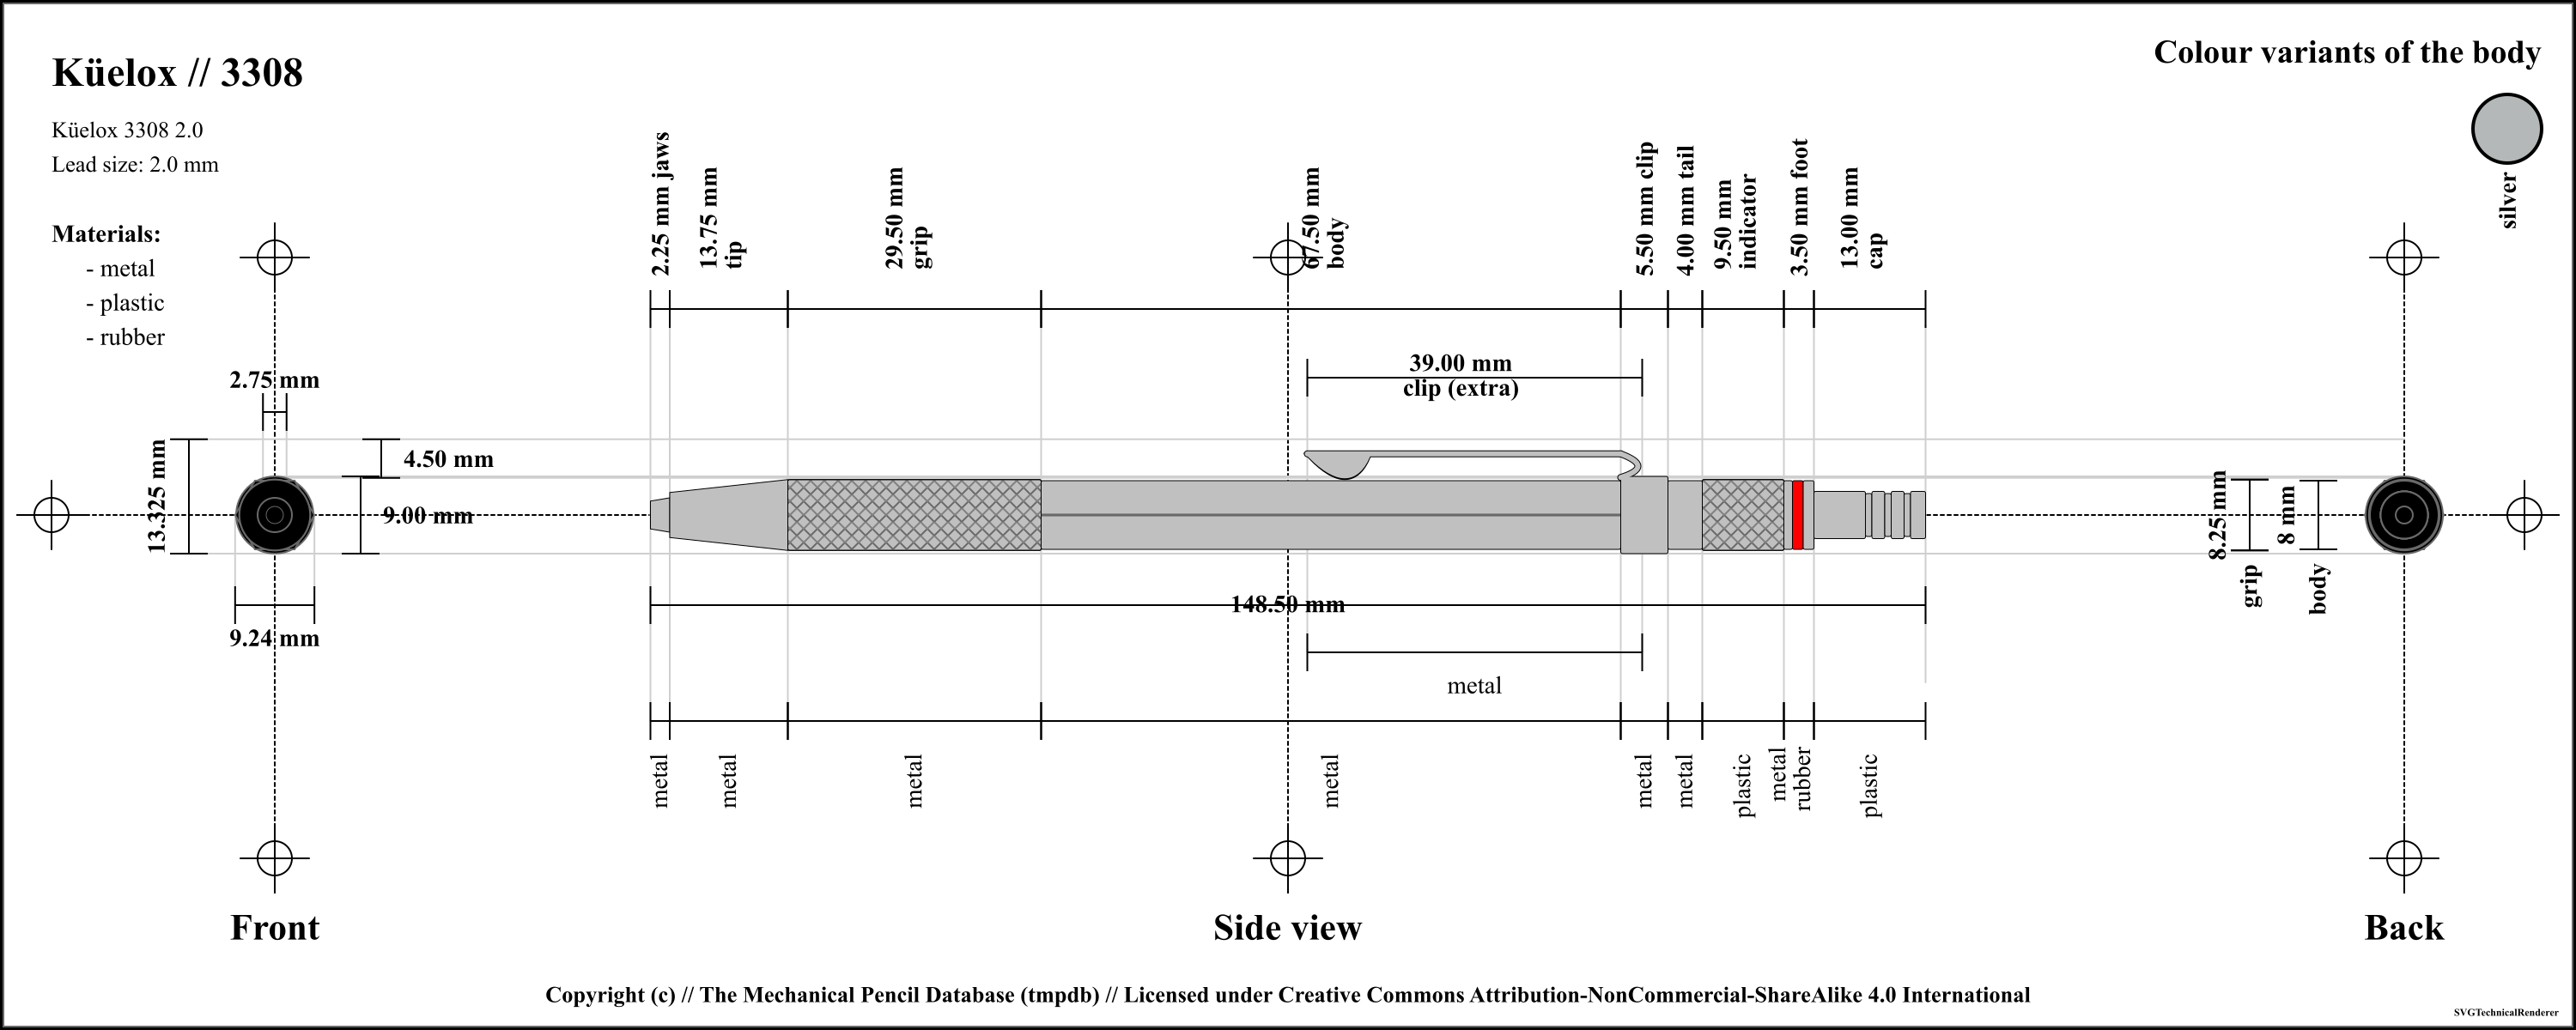 Küelox // 3308
Colour variants of the body
Küelox 3308 2.0
Lead size: 2.0 mm
silver
Materials:
- metal
- plastic
- rubber
2.25 mm jaws
13.75 mm
tip
29.50 mm
grip
67.50 mm
body
5.50 mm clip
4.00 mm tail
9.50 mm
indicator
3.50 mm foot
13.00 mm
cap
39.00 mm
clip (extra)
2.75 mm
13.325 mm
4.50 mm
9.00 mm
9.24 mm
148.50 mm
8.25 mm
grip
8 mm
body
metal
metal
metal
metal
metal
metal
metal
plastic
metal
rubber
plastic
Front
Side view
Back
Copyright (c) // The Mechanical Pencil Database (tmpdb) // Licensed under Creative Commons Attribution-NonCommercial-ShareAlike 4.0 International
SVGTechnicalRenderer